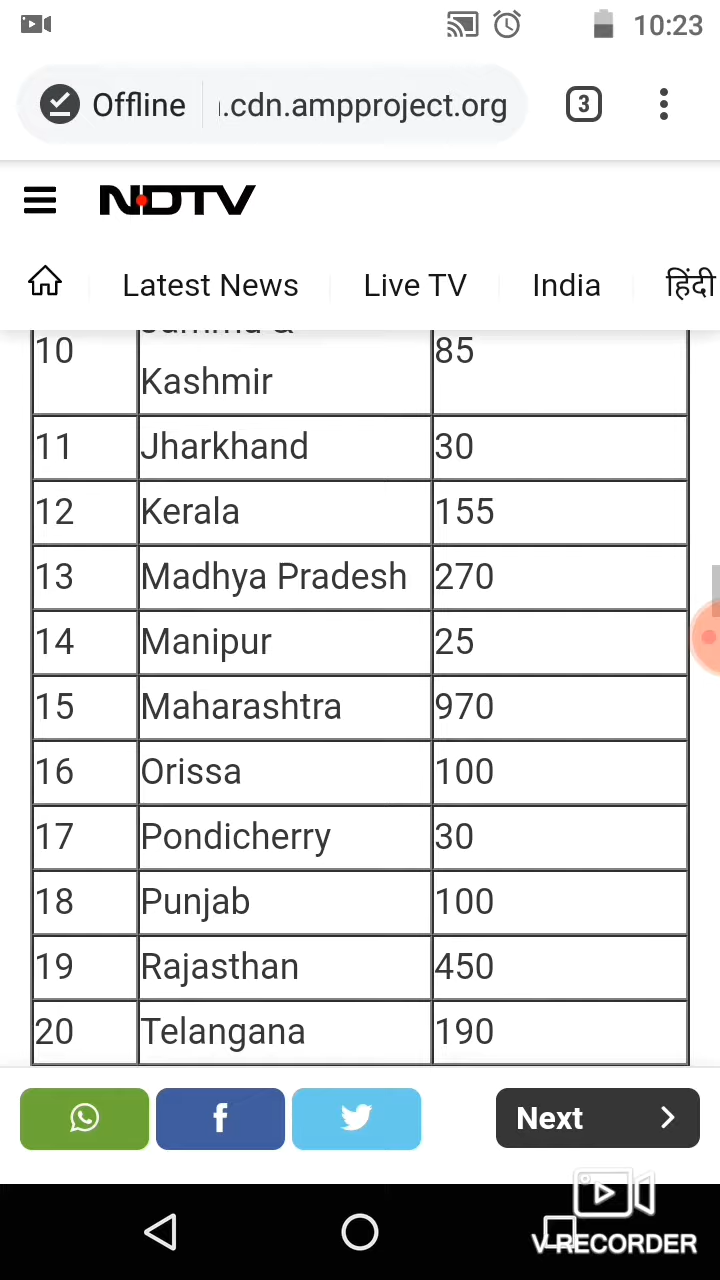 10:23
Offline
.cdn.ampproject.org
3
NDTV
Latest News Live TV India हिंदी
10 Jammu & Kashmir 85
11 Jharkhand 30
12 Kerala 155
13 Madhya Pradesh 270
14 Manipur 25
15 Maharashtra 970
16 Orissa 100
17 Pondicherry 30
18 Punjab 100
19 Rajasthan 450
20 Telangana 190
f
Next
V RECORDER